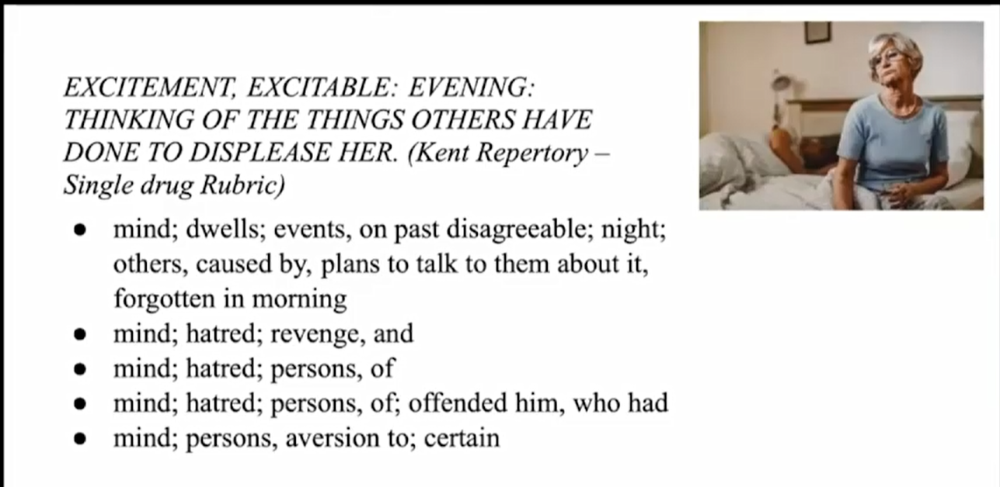 EXCITEMENT, EXCITABLE: EVENING:
THINKING OF THE THINGS OTHERS HAVE
DONE TO DISPLEASE HER. (Kent Repertory –
Single drug Rubric)
● mind; dwells; events, on past disagreeable; night;
others, caused by, plans to talk to them about it,
forgotten in morning
● mind; hatred; revenge, and
● mind; hatred; persons, of
● mind; hatred; persons, of; offended him, who had
● mind; persons, aversion to; certain